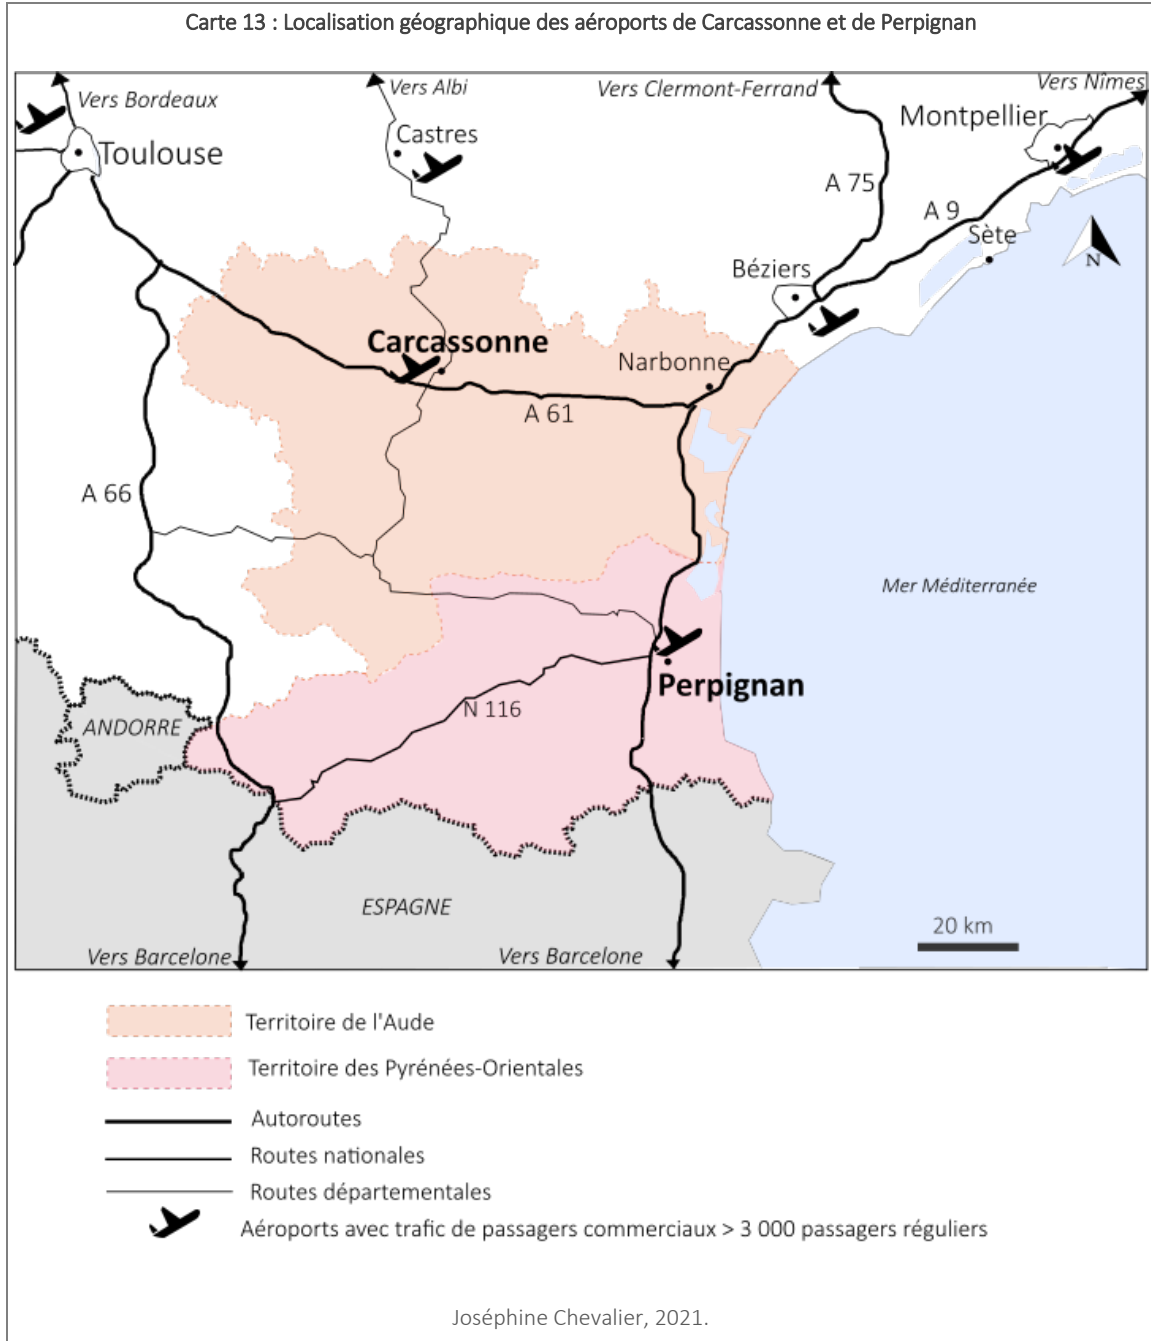 Carte 13 : Localisation géographique des aéroports de Carcassonne et de Perpignan
Vers Bordeaux
Vers Albi
Vers Clermont-Ferrand
Vers Nîmes
Toulouse
Castres
Montpellier
A 75
A 9
Sète
N
Béziers
Carcassonne
Narbonne
A 61
A 66
Mer Méditerranée
Perpignan
N 116
ANDORRE
ESPAGNE
20 km
Vers Barcelone
Vers Barcelone
Territoire de l'Aude
Territoire des Pyrénées-Orientales
Autoroutes
Routes nationales
Routes départementales
Aéroports avec trafic de passagers commerciaux > 3 000 passagers réguliers
Joséphine Chevalier, 2021.